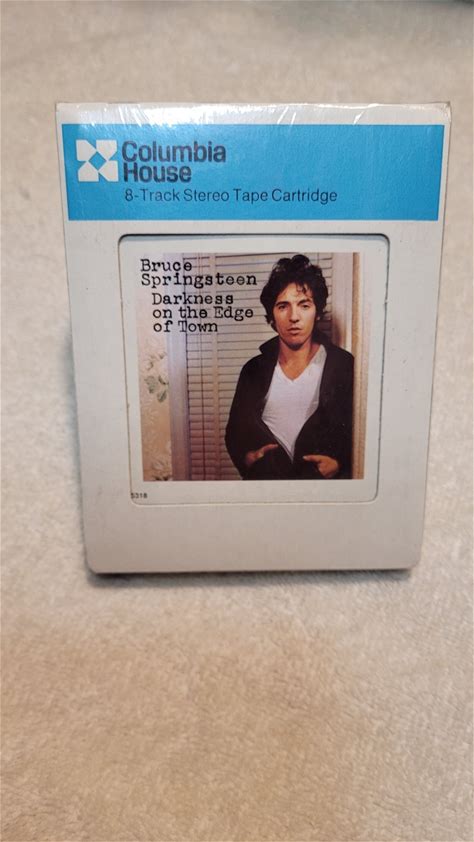 Columbia
House
8-Track Stereo Tape Cartridge
Bruce
Springsteen
Darkness
on the Edge
of Town
5318